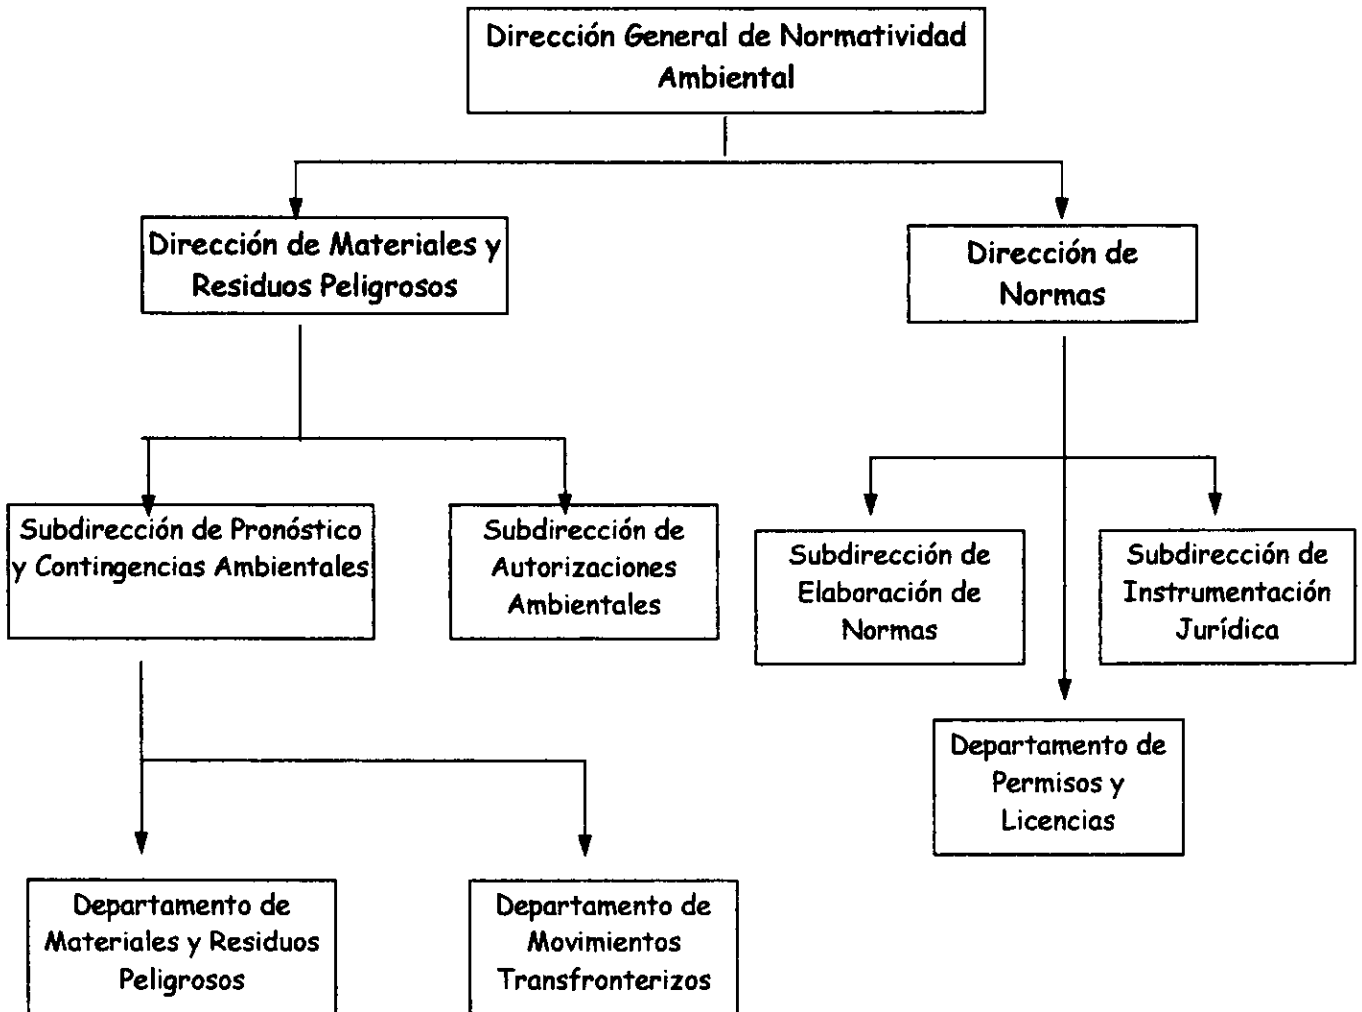 Dirección General de Normatividad
Ambiental
Dirección de Materiales y
Residuos Peligrosos
Dirección de
Normas
Subdirección de Pronóstico
y Contingencias Ambientales
Subdirección de
Autorizaciones
Ambientales
Subdirección de
Elaboración de
Normas
Subdirección de
Instrumentación
Jurídica
Departamento de
Permisos y
Licencias
Departamento de
Materiales y Residuos
Peligrosos
Departamento de
Movimientos
Transfronterizos